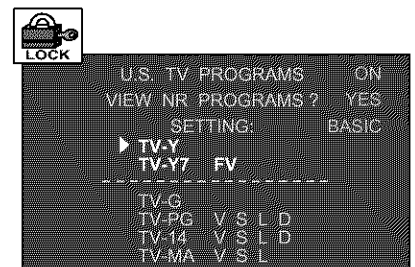 LOCK
U.S. TV PROGRAMS ON
VIEW NR PROGRAMS? YES
SETTING: BASIC
TV-Y
TV-Y7 FV
TV-G
TV-PG V S L D
TV-14 V S L D
TV-MA V S L